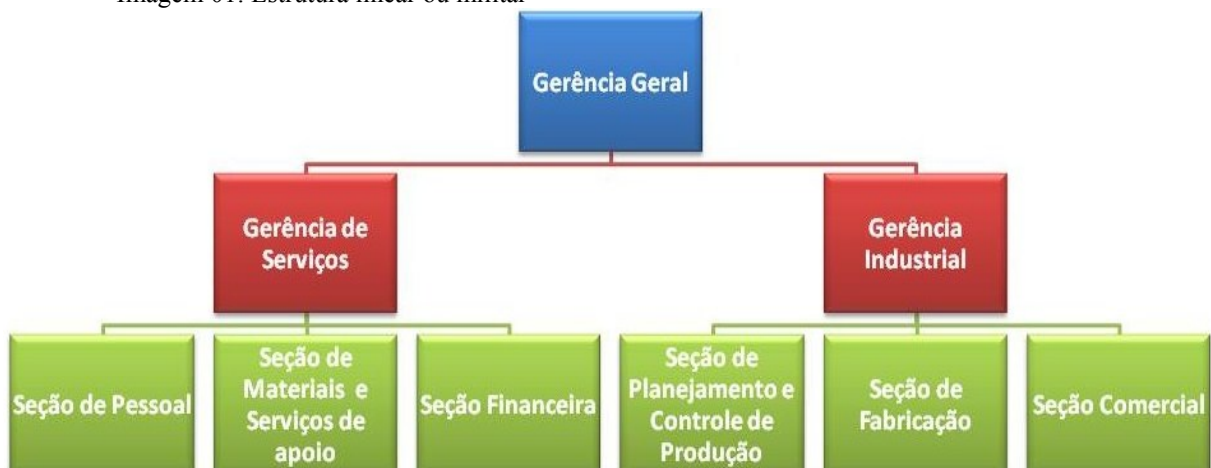 Imagem 01: Estrutura linear ou militar
Gerência Geral
Gerência de
Serviços
Gerência
Industrial
Seção de Pessoal
Seção de
Materiais e
Serviços de
apoio
Seção Financeira
Seção de
Planejamento e
Controle de
Produção
Seção de
Fabricação
Seção Comercial